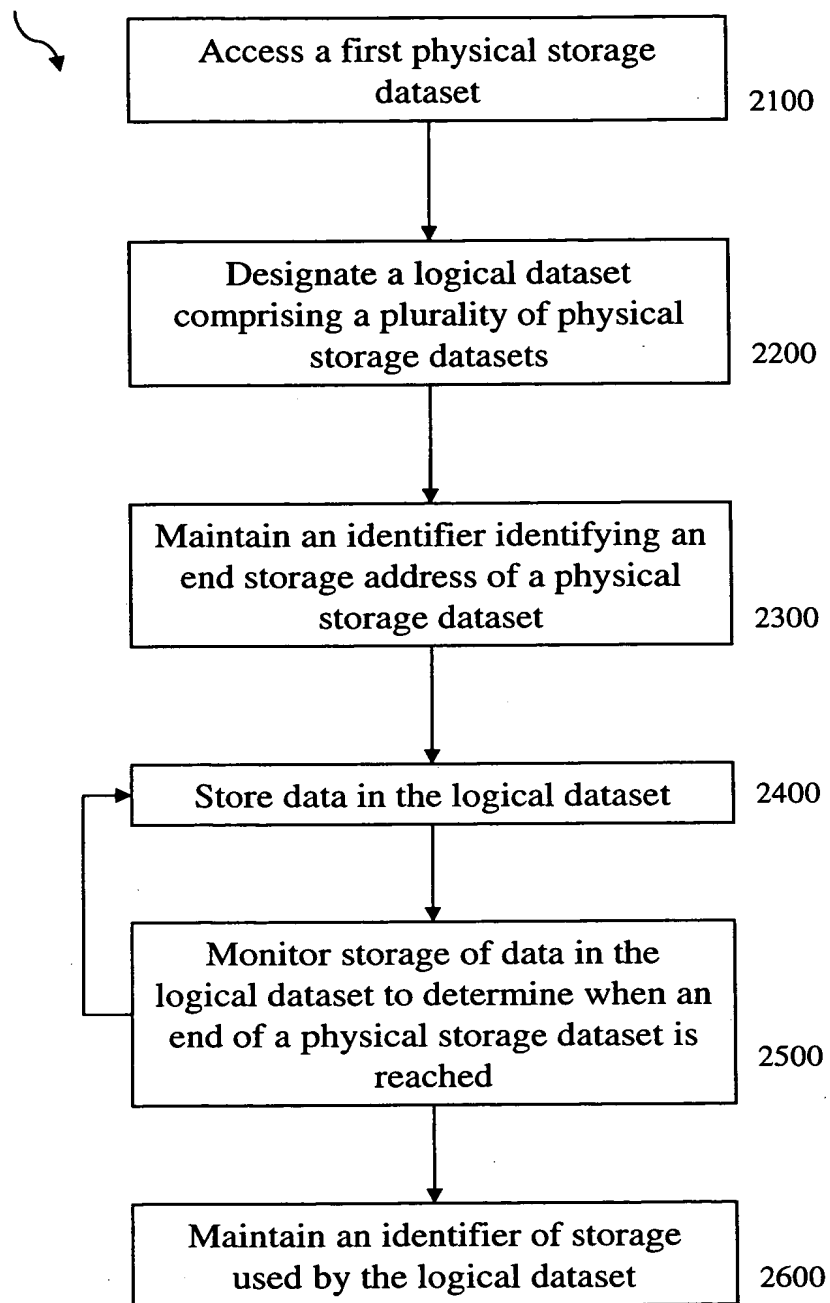 Access a first physical storage
dataset
2100
Designate a logical dataset
comprising a plurality of physical
storage datasets
2200
Maintain an identifier identifying an
end storage address of a physical
storage dataset
2300
Store data in the logical dataset
2400
Monitor storage of data in the
logical dataset to determine when an
end of a physical storage dataset is
reached
2500
Maintain an identifier of storage
used by the logical dataset
2600